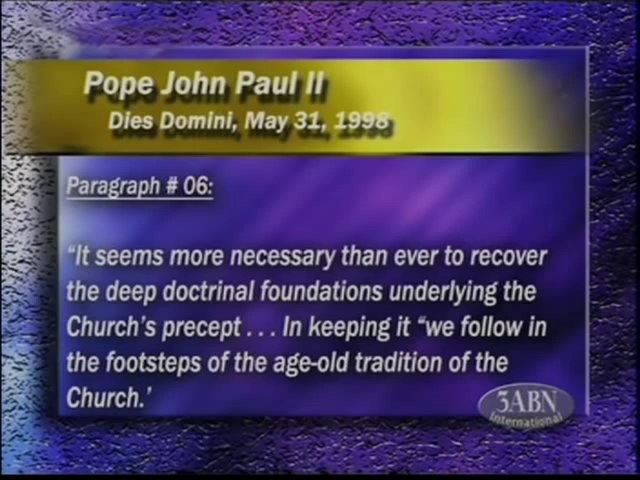 Pope John Paul II
Dies Domini, May 31, 1998
Paragraph # 06:
"It seems more necessary than ever to recover
the deep doctrinal foundations underlying the
Church's precept . . . In keeping it "we follow in
the footsteps of the age-old tradition of the
Church.'
3ABN
International